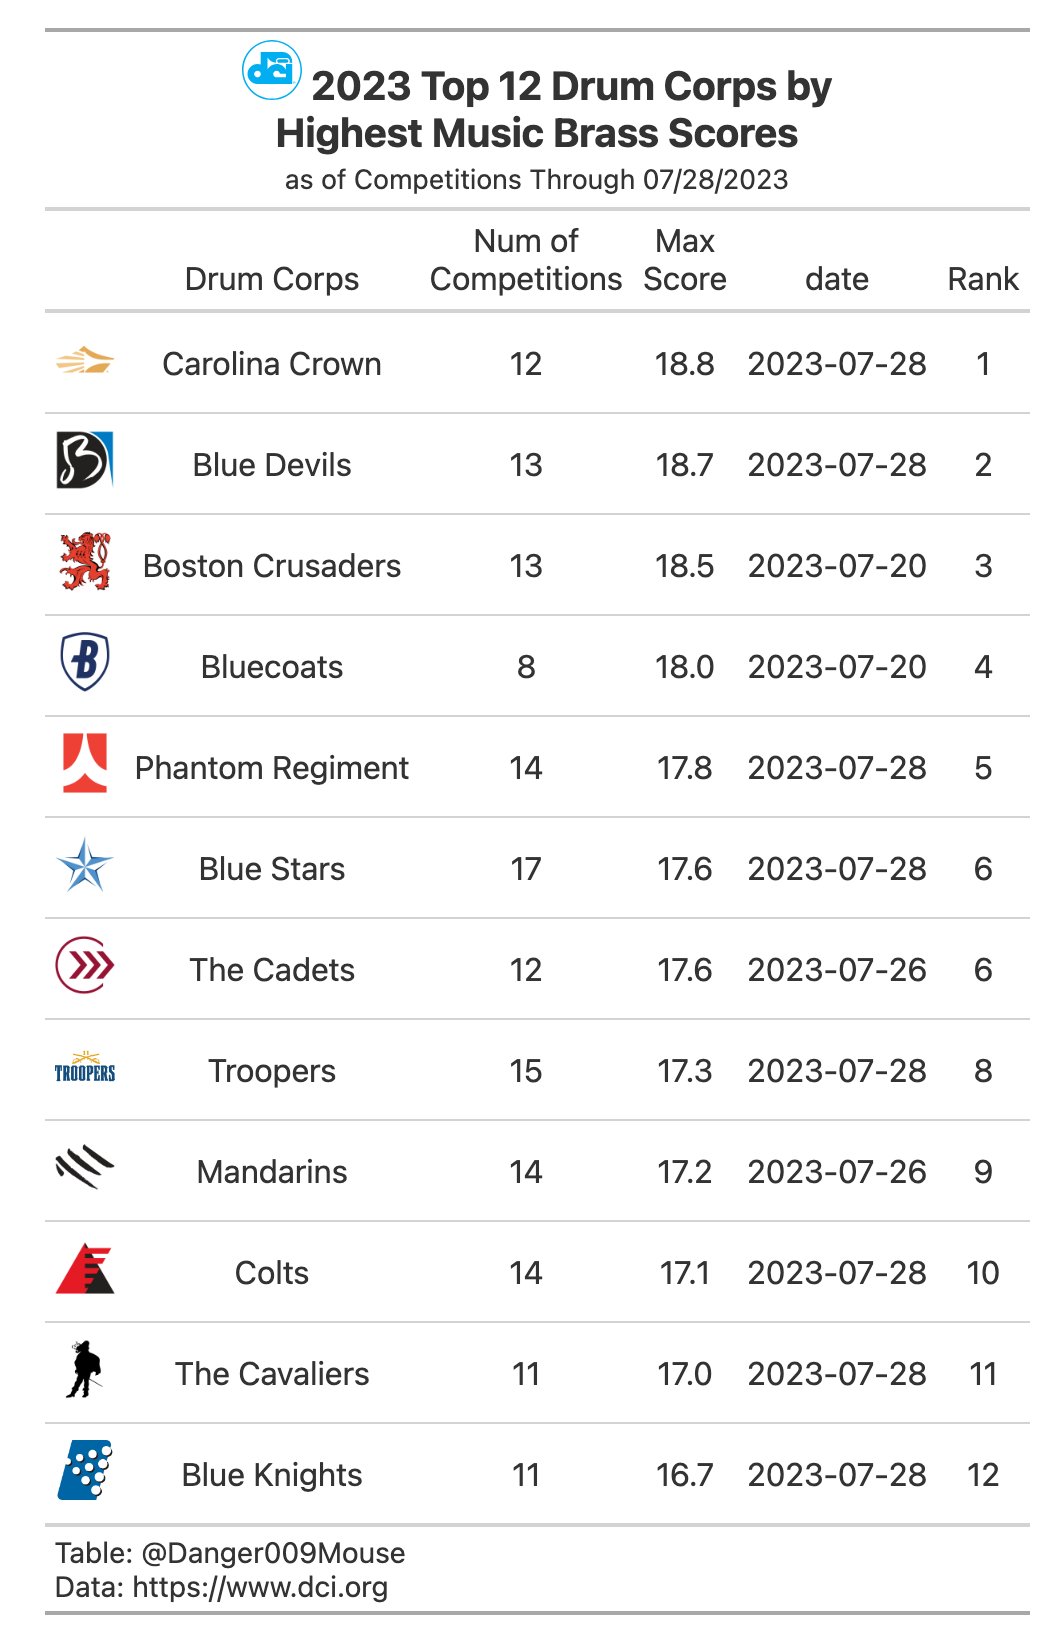 dci
2023 Top 12 Drum Corps by
Highest Music Brass Scores
as of Competitions Through 07/28/2023
Drum Corps Num of Competitions Max Score date Rank
Carolina Crown 12 18.8 2023-07-28 1
B Blue Devils 13 18.7 2023-07-28 2
Boston Crusaders 13 18.5 2023-07-20 3
B Bluecoats 8 18.0 2023-07-20 4
Phantom Regiment 14 17.8 2023-07-28 5
Blue Stars 17 17.6 2023-07-28 6
The Cadets 12 17.6 2023-07-26 6
TROOPERS Troopers 15 17.3 2023-07-28 8
Mandarins 14 17.2 2023-07-26 9
Colts 14 17.1 2023-07-28 10
The Cavaliers 11 17.0 2023-07-28 11
Blue Knights 11 16.7 2023-07-28 12
Table: @Danger009Mouse
Data: https://www.dci.org